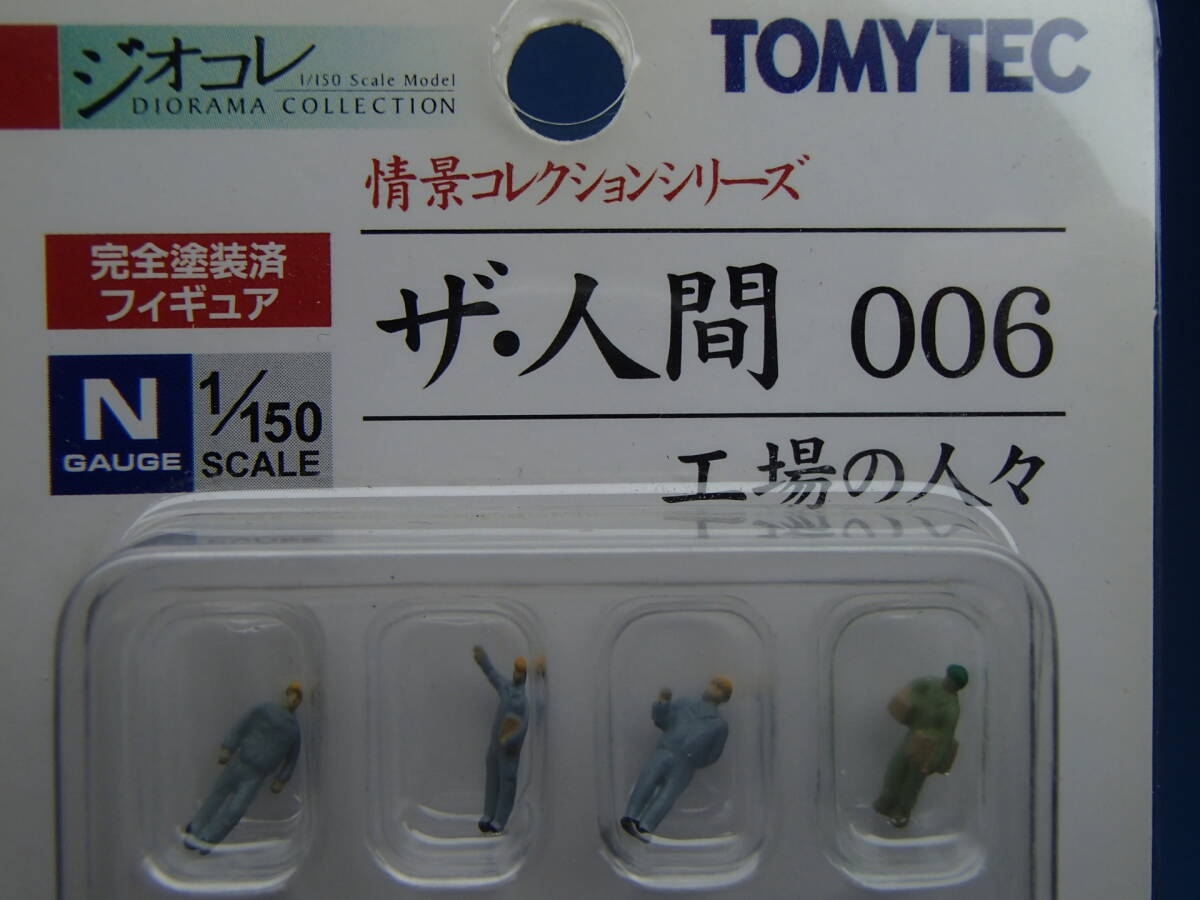 ジオコレ
1/150 Scale Model
DIORAMA COLLECTION
TOMYTEC
情景コレクションシリーズ
完全塗装済
フィギュア
ザ・人間 006
N
GAUGE
1/150
SCALE
工場の人々